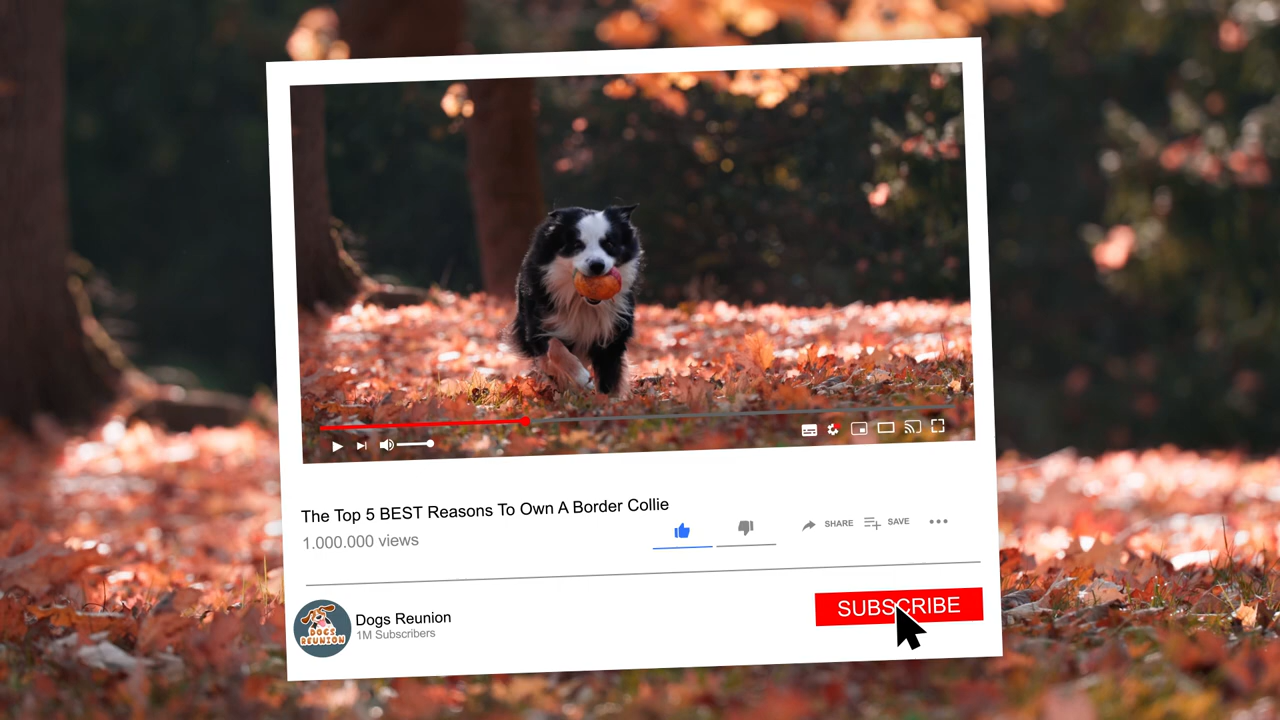 The Top 5 BEST Reasons To Own A Border Collie
1.000.000 views
SHARE
SAVE
DOGS
REUNION
Dogs Reunion
1M Subscribers
SUBSCRIBE